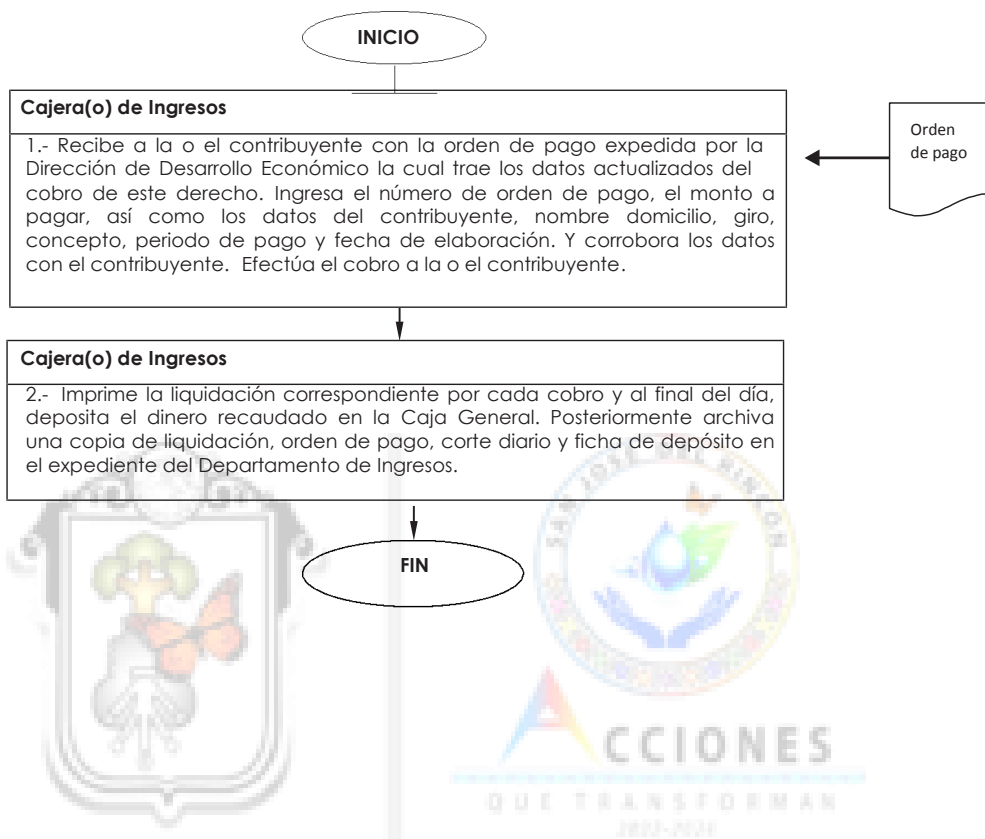 INICIO
Cajera(o) de Ingresos
1.- Recibe a la o el contribuyente con la orden de pago expedida por la
Dirección de Desarrollo Económico la cual trae los datos actualizados del
cobro de este derecho. Ingresa el número de orden de pago, el monto a
pagar, así como los datos del contribuyente, nombre domicilio, giro,
concepto, periodo de pago y fecha de elaboración. Y corrobora los datos
con el contribuyente. Efectúa el cobro a la o el contribuyente.
Orden
de pago
Cajera(o) de Ingresos
2.- Imprime la liquidación correspondiente por cada cobro y al final del día,
deposita el dinero recaudado en la Caja General. Posteriormente archiva
una copia de liquidación, orden de pago, corte diario y ficha de depósito en
el expediente del Departamento de Ingresos.
FIN
SAN JOSÉ DEL RINCÓN
ACCIONES
QUE TRANSFORMAN
2022-2024